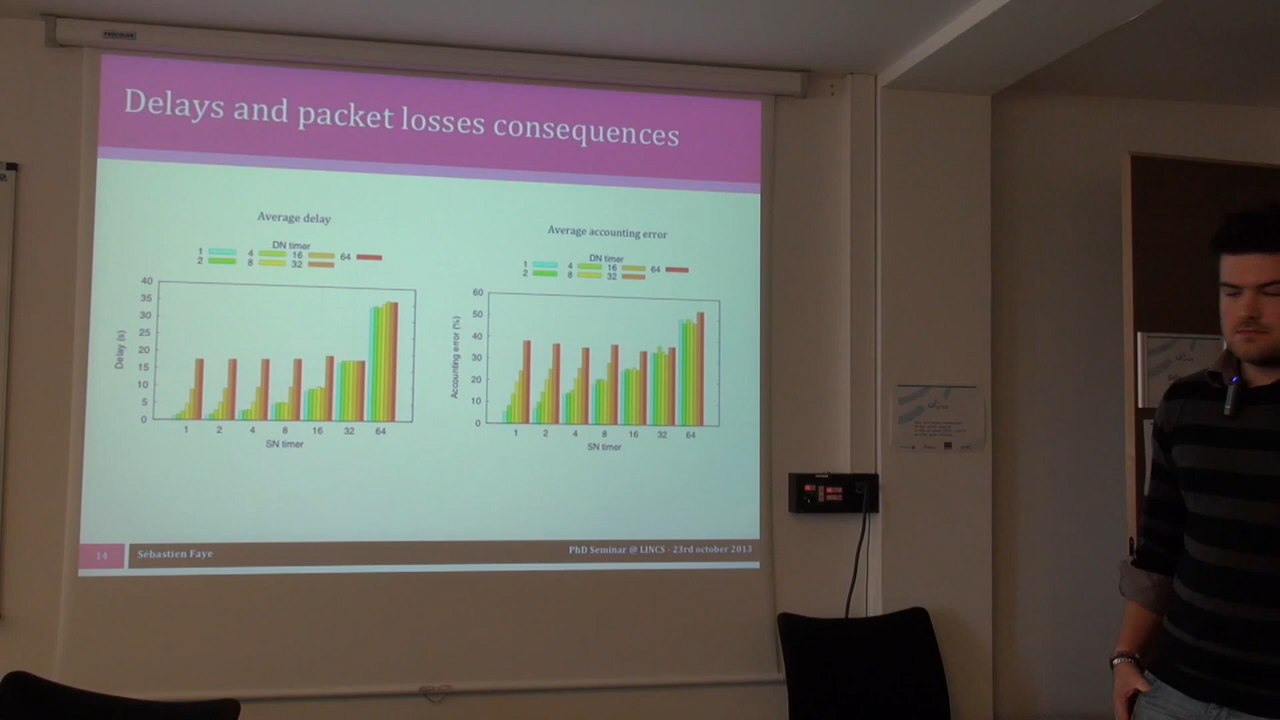 PROCOLOR
Delays and packet losses consequences
Average delay
DN timer
1 4 16 64
2 8 32
40
35
30
25
20
15
10
5
0
Delay (s)
1 2 4 8 16 32 64
SN timer
Average accounting error
DN timer
1 4 16 64
2 8 32
60
50
40
30
20
10
0
Accounting error (%)
1 2 4 8 16 32 64
SN timer
14 Sébastien Faye PhD Seminar @ LINCS - 23rd october 2013